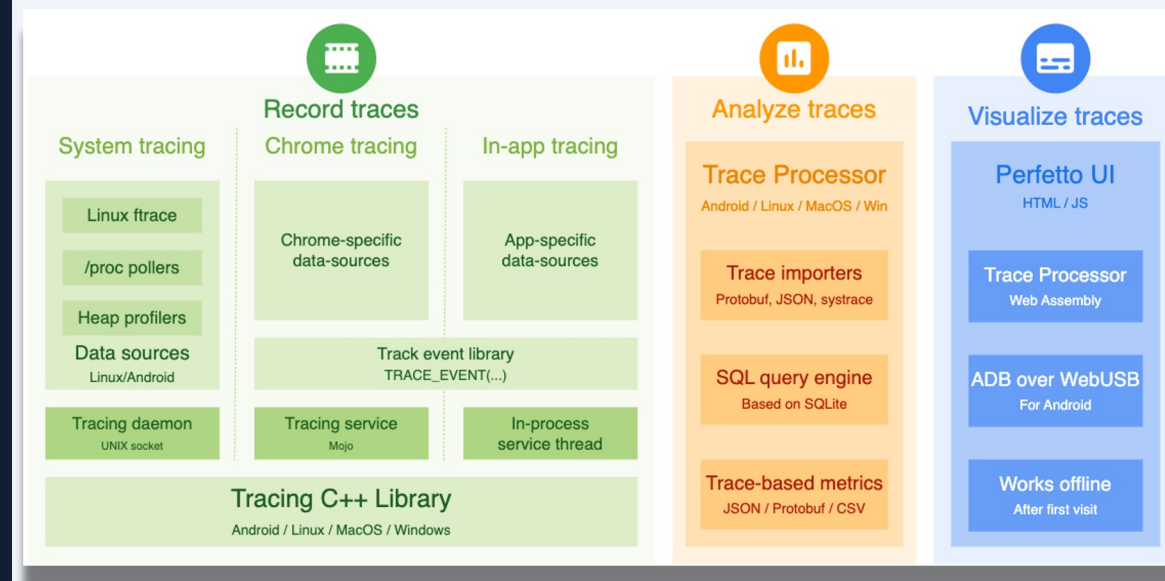 Record traces
System tracing
Linux ftrace
/proc pollers
Heap profilers
Data sources
Linux/Android
Tracing daemon
UNIX socket
Chrome tracing
Chrome-specific
data-sources
In-app tracing
App-specific
data-sources
Track event library
TRACE_EVENT(...)
Tracing service
Mojo
In-process
service thread
Tracing C++ Library
Android / Linux / MacOS / Windows
Analyze traces
Trace Processor
Android / Linux / MacOS / Win
Trace importers
Protobuf, JSON, systrace
SQL query engine
Based on SQLite
Trace-based metrics
JSON / Protobuf / CSV
Visualize traces
Perfetto UI
HTML / JS
Trace Processor
Web Assembly
ADB over WebUSB
For Android
Works offline
After first visit